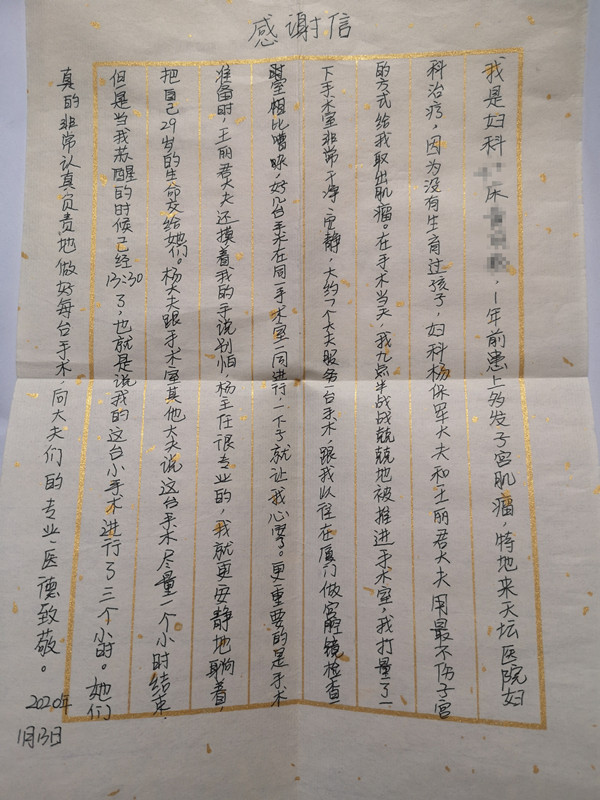 感谢信
我是妇科床，1年前患上多发子宫肌瘤，特地来天坛医院妇
科治疗，因为没有生育过孩子，妇科杨保军大夫和王丽君大夫用最不伤子宫
的方式给我取出肌瘤。在手术当天，我九点半战战兢兢地被推进手术室，我打量了一
下手术室非常干净、安静，大约7个大夫服务一台手术，跟我以往在厦门做宫腔镜检查
时室相比嘈杂，好几台手术在同一手术室一同进行，一下子就让我心安了。更重要的是手术
准备时，王丽君大夫还摸着我的手说别怕，杨主任很专业的，我就更安静地躺着，
把自己29岁的生命交给她们。杨大夫跟手术室其他大夫说这台手术尽量一个小时结束，
但是当我苏醒的时候已经13:30了，也就是说我的这台小手术进行了三个小时。她们
真的非常认真负责地做好每台手术，向大夫们的专业、医德致敬。
2020年
1月13日